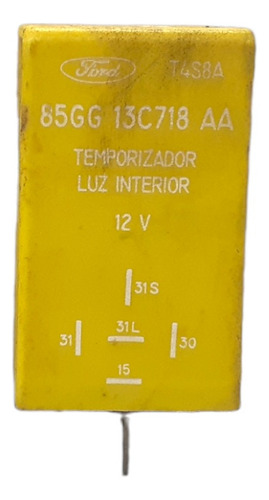 Ford T4S8A
85GG 13C718 AA
TEMPORIZADOR
LUZ INTERIOR
12 V
31S
31 31L 30
15